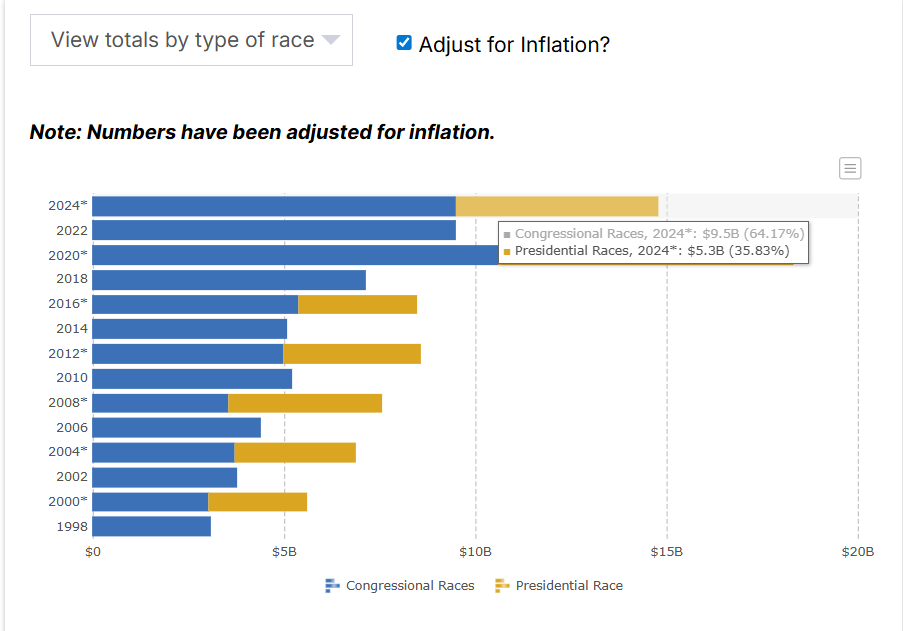 View totals by type of race
Adjust for Inflation?
Note: Numbers have been adjusted for inflation.
2024*
Congressional Races, 2024*: $9.5B (64.17%)
Presidential Races, 2024*: $5.3B (35.83%)
2022
2020*
2018
2016*
2014
2012*
2010
2008*
2006
2004*
2002
2000*
1998
$0 $5B $10B $15B $20B
Congressional Races Presidential Race